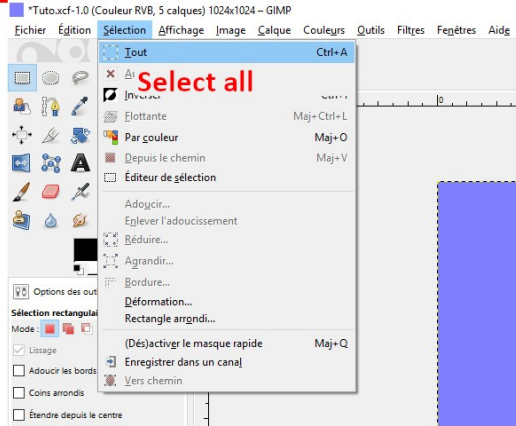 *Tuto.xcf-1.0 (Couleur RVB, 5 calques) 1024x1024 – GIMP
Fichier Édition Sélection Affichage Image Calque Couleurs Outils Filtres Fenêtres Aide
Tout Ctrl+A
Select all
Inverser
Flottante Maj+Ctrl+L
Par couleur Maj+O
Depuis le chemin Maj+V
Éditeur de sélection
Adoucir...
Enlever l'adoucissement
Réduire...
Agrandir...
Bordure...
Déformation...
Rectangle arrondi...
(Dés)activer le masque rapide Maj+Q
Enregistrer dans un canal
Vers chemin
0
Options des out
Sélection rectangulai
Mode :
Lissage
Adoucir les bords
Coins arrondis
Étendre depuis le centre